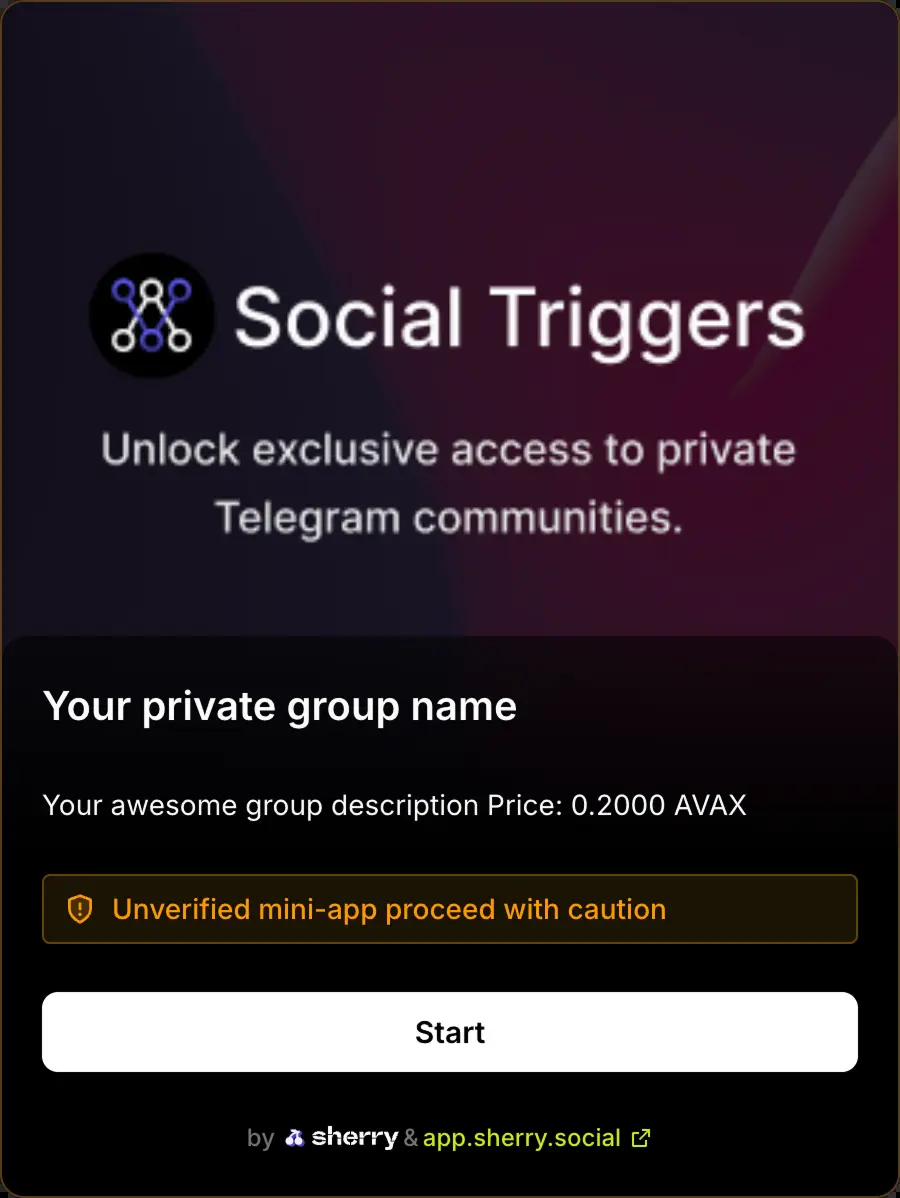 Social Triggers
Unlock exclusive access to private
Telegram communities.
Your private group name
Your awesome group description Price: 0.2000 AVAX
Unverified mini-app proceed with caution
Start
by sherry & app.sherry.social